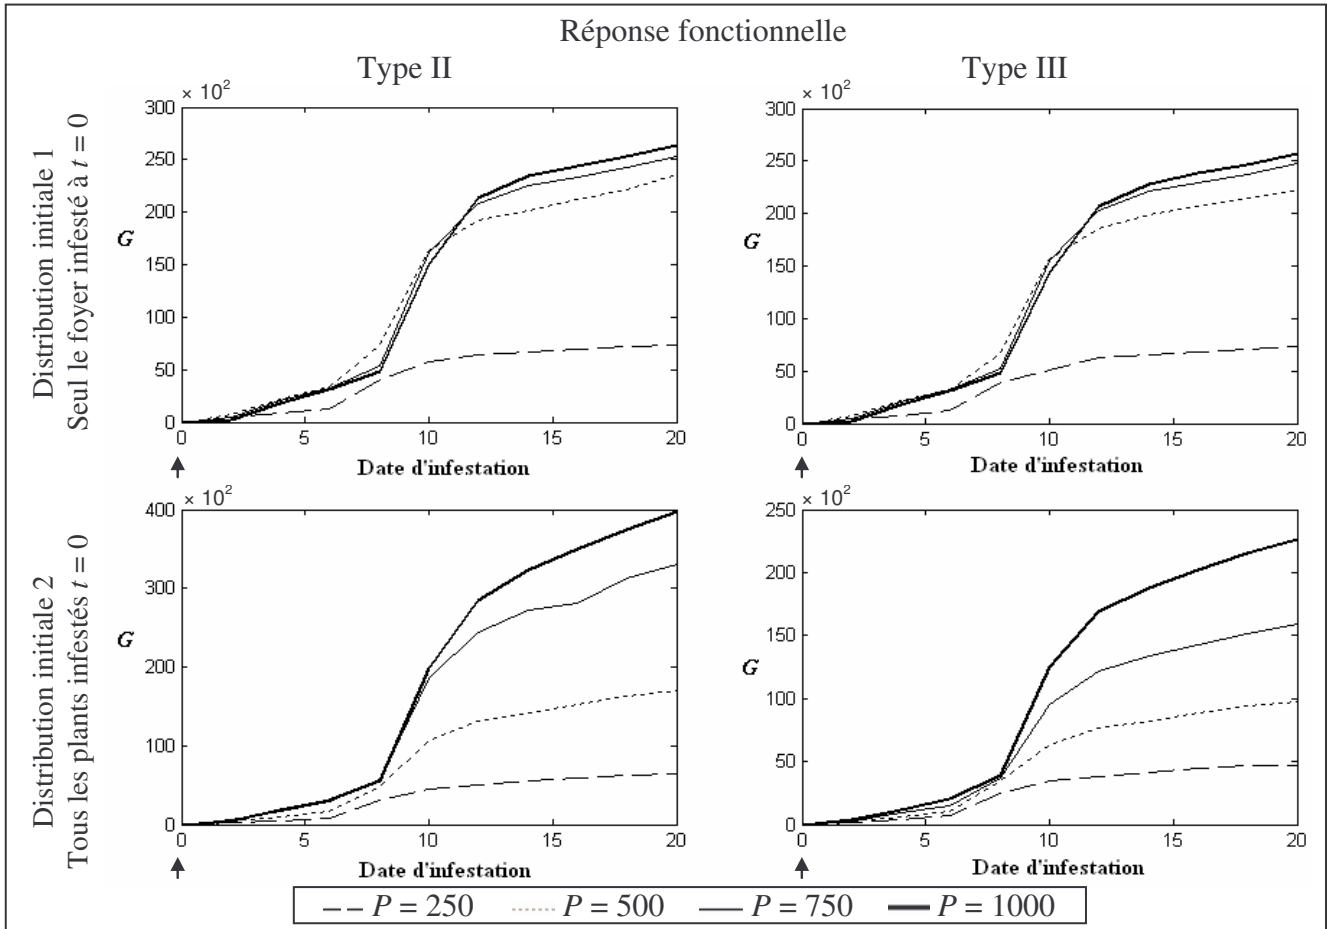 Réponse fonctionnelle
Type II
Type III
Distribution initiale 1
Seul le foyer infesté à t = 0
× 10²
300
250
200
150
100
50
0
G
0 5 10 15 20
Date d'infestation
× 10²
300
250
200
150
100
50
0
G
0 5 10 15 20
Date d'infestation
Distribution initiale 2
Tous les plants infestés t = 0
× 10²
400
300
200
100
0
G
0 5 10 15 20
Date d'infestation
× 10²
250
200
150
100
50
0
G
0 5 10 15 20
Date d'infestation
P = 250 P = 500 P = 750 P = 1000